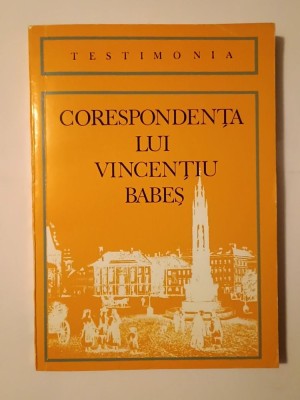 TESTIMONIA
CORESPONDENȚA
LUI
VINCENȚIU
BABEȘ